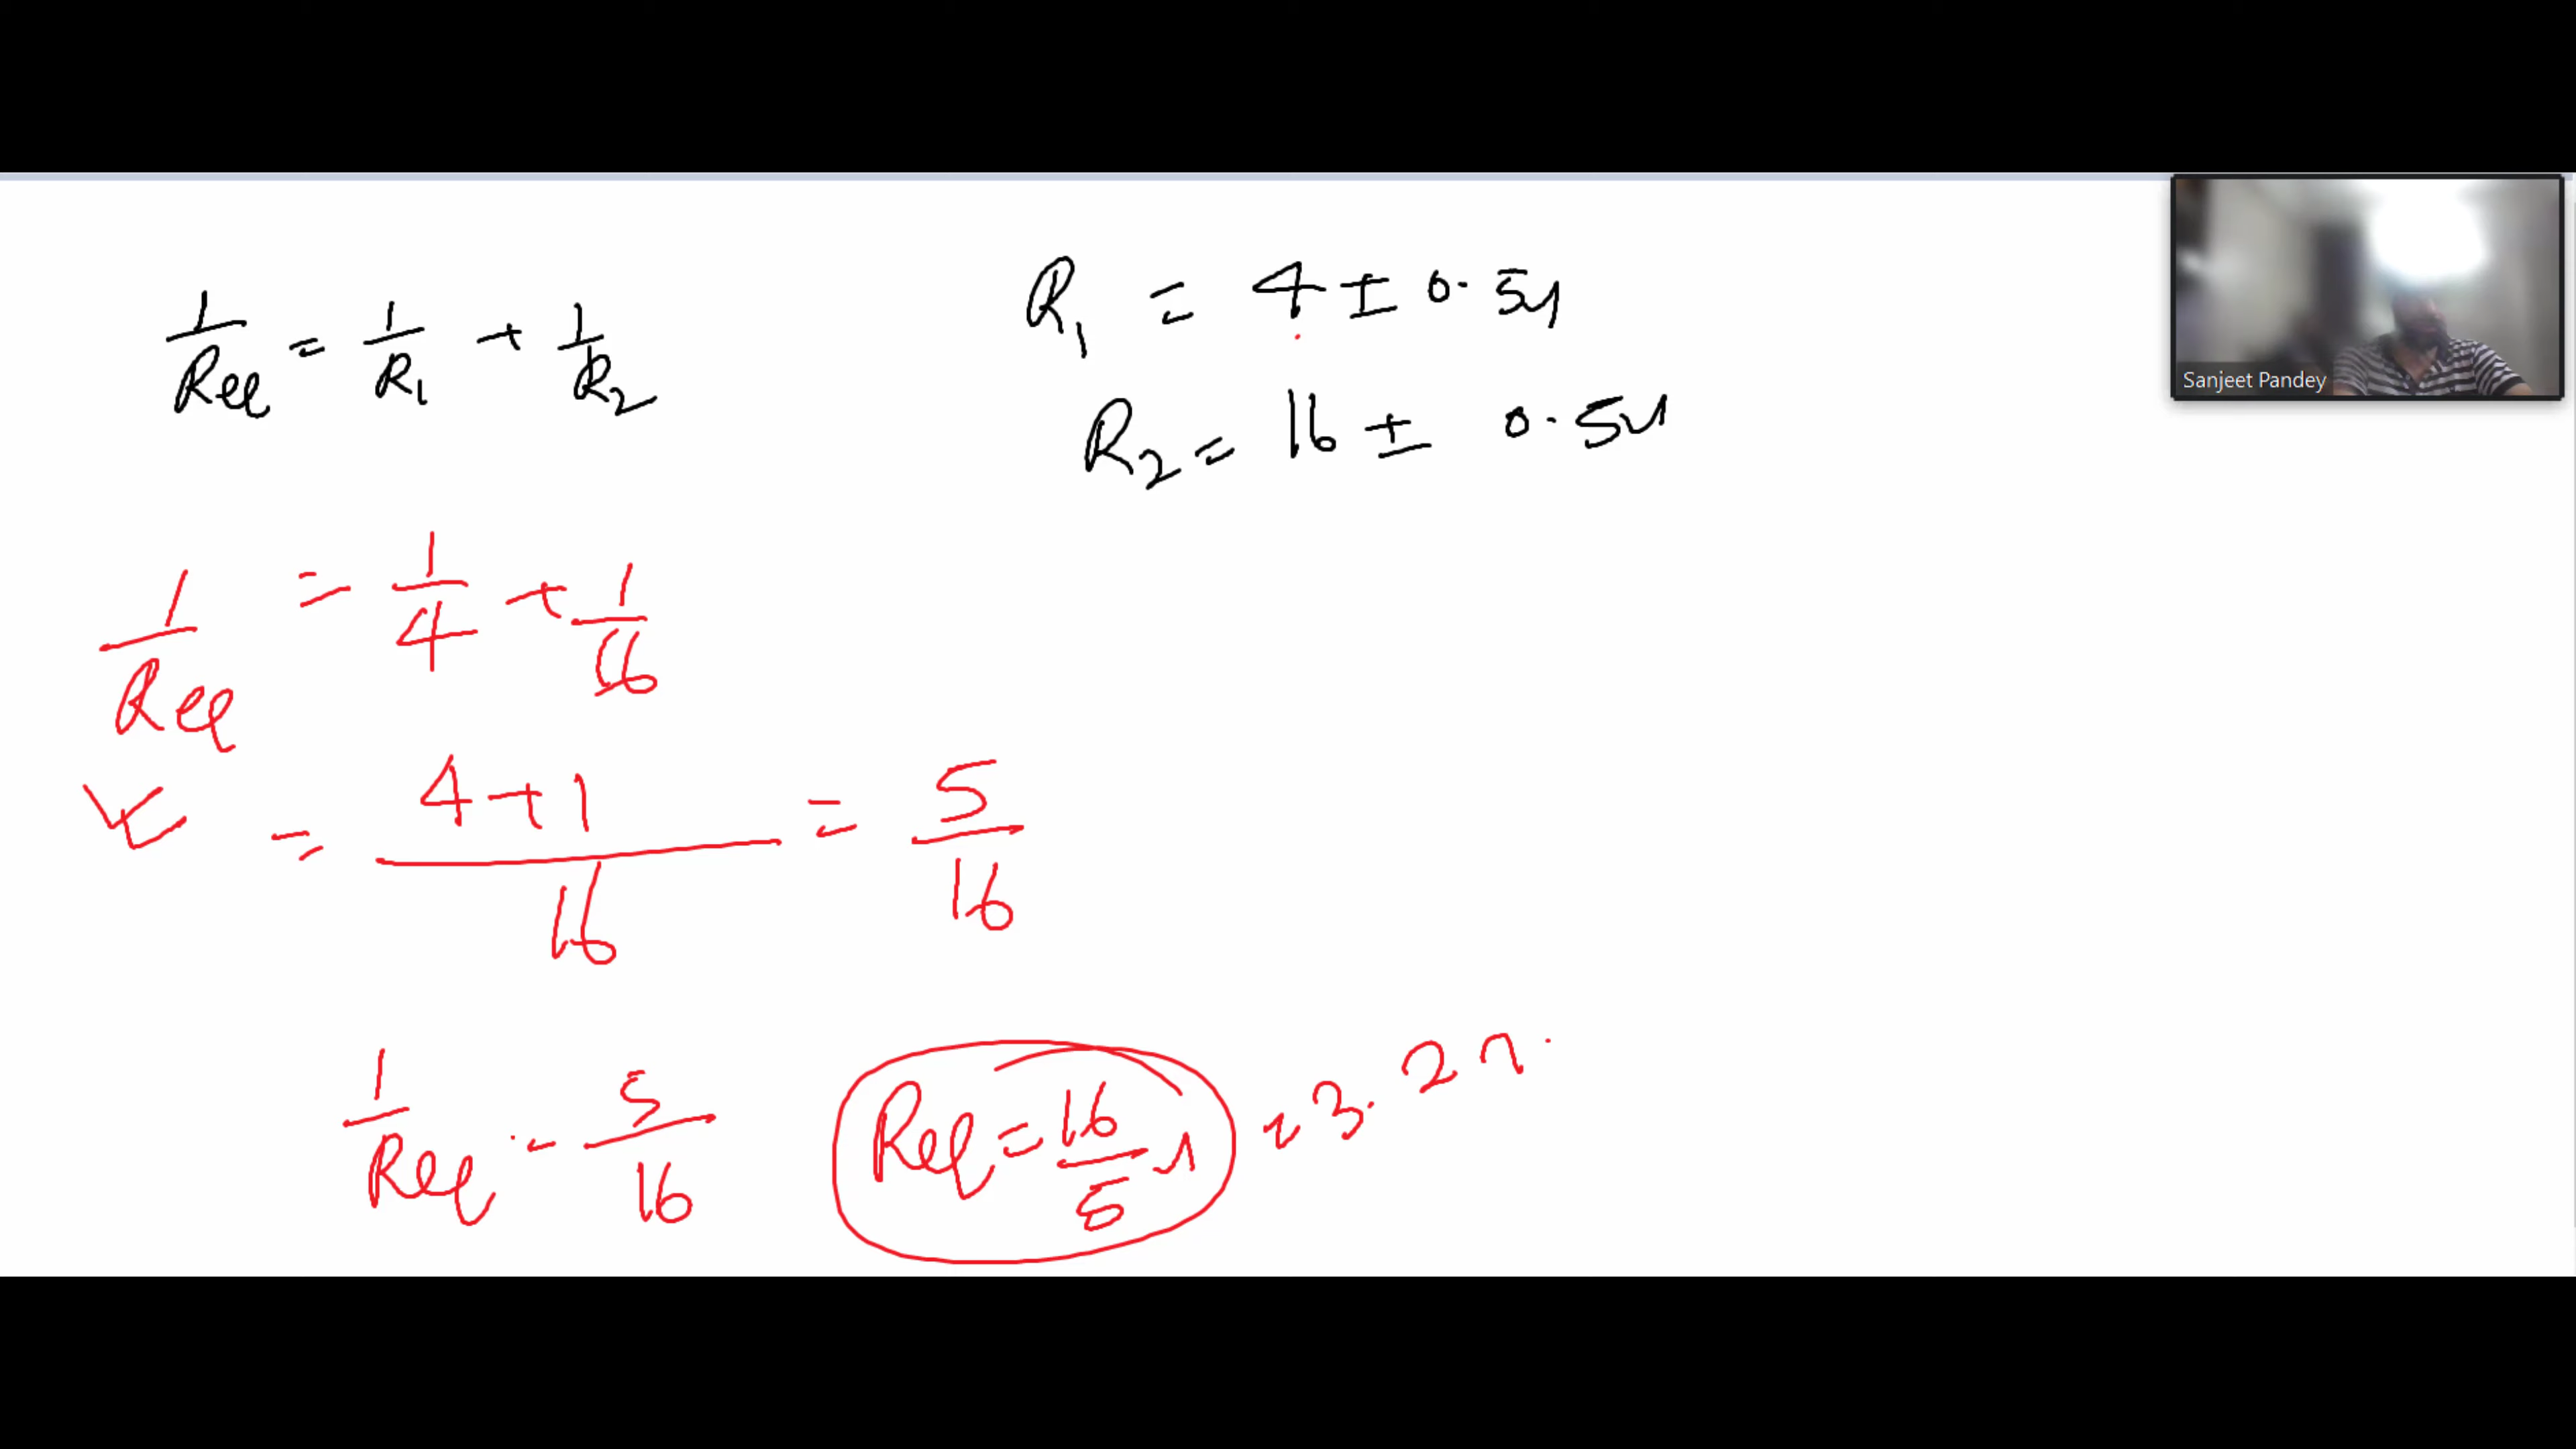 1/Req = 1/R₁ + 1/R₂
R₁ = 4 ± 0.5Ω
R₂ = 16 ± 0.5Ω
Sanjeet Pandey
1/Req = 1/4 + 1/16
= 4+1/16 = 5/16
1/Req = 5/16
Req = 16/5 Ω = 3.2 Ω.